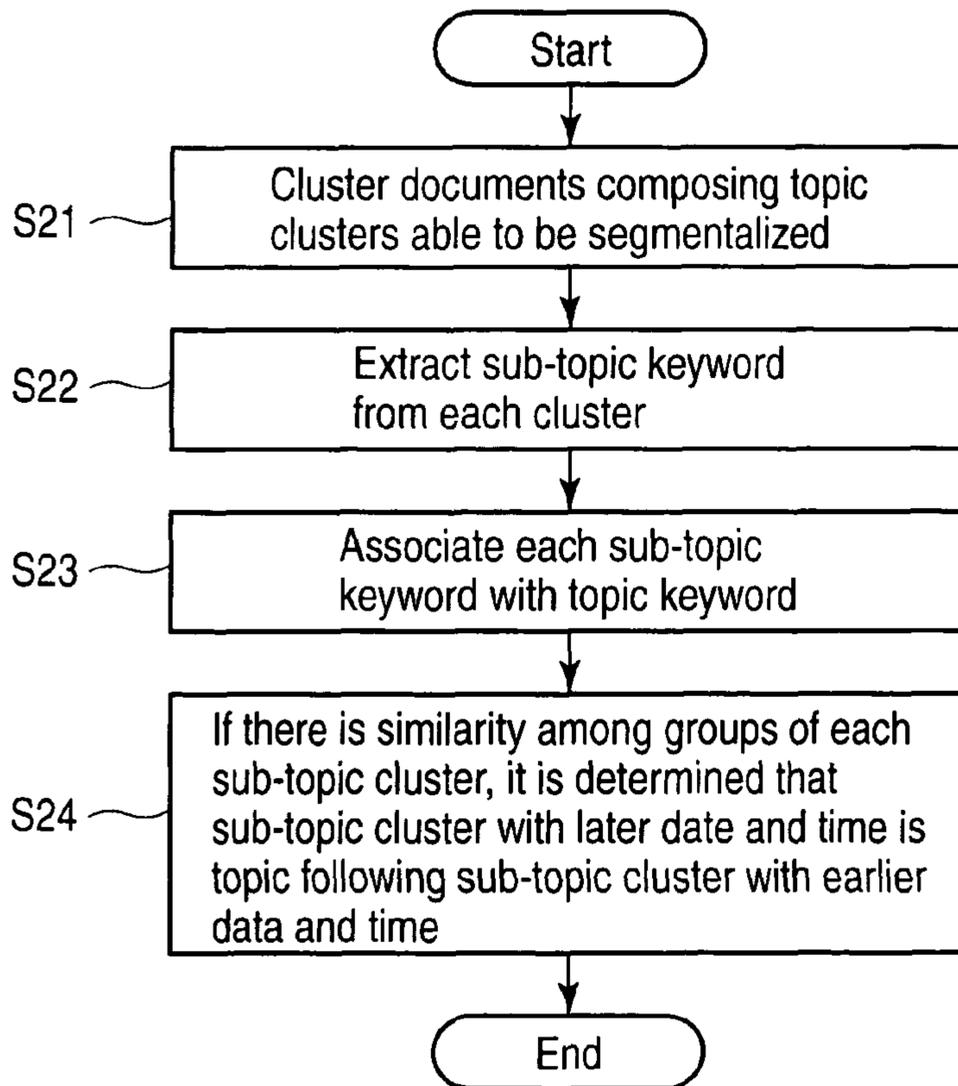 Start
S21
Cluster documents composing topic
clusters able to be segmentalized
S22
Extract sub-topic keyword
from each cluster
S23
Associate each sub-topic
keyword with topic keyword
S24
If there is similarity among groups of each
sub-topic cluster, it is determined that
sub-topic cluster with later date and time is
topic following sub-topic cluster with earlier
data and time
End